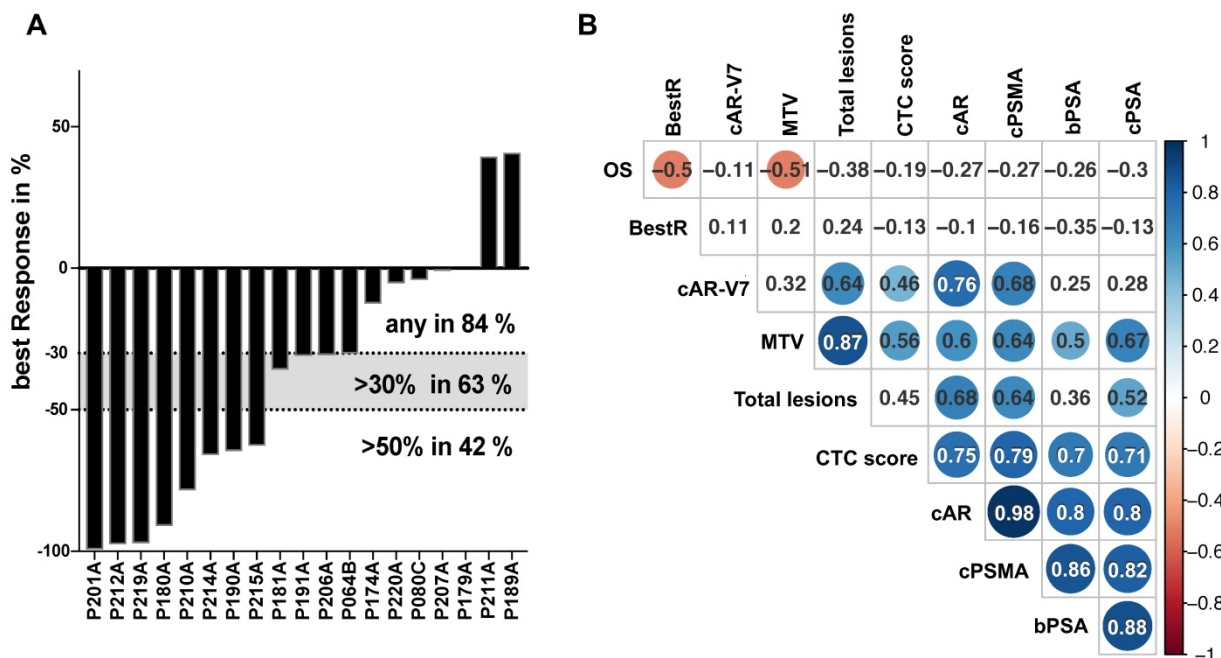 A
best Response in %
50
0
-30
-50
-100
any in 84 %
>30% in 63 %
>50% in 42 %
P201A P212A P219A P180A P210A P214A P190A P215A P181A P191A P206A P064B P174A P220A P080C P207A P179A P211A P189A
B
BestR cAR-V7 MTV Total lesions CTC score cAR cPSMA bPSA cPSA
OS −0.5 −0.11 −0.51 −0.38 −0.19 −0.27 −0.27 −0.26 −0.3
BestR 0.11 0.2 0.24 −0.13 −0.1 −0.16 −0.35 −0.13
cAR-V7 0.32 0.64 0.46 0.76 0.68 0.25 0.28
MTV 0.87 0.56 0.6 0.64 0.5 0.67
Total lesions 0.45 0.68 0.64 0.36 0.52
CTC score 0.75 0.79 0.7 0.71
cAR 0.98 0.8 0.8
cPSMA 0.86 0.82
bPSA 0.88
1
0.8
0.6
0.4
0.2
0
−0.2
−0.4
−0.6
−0.8
−1